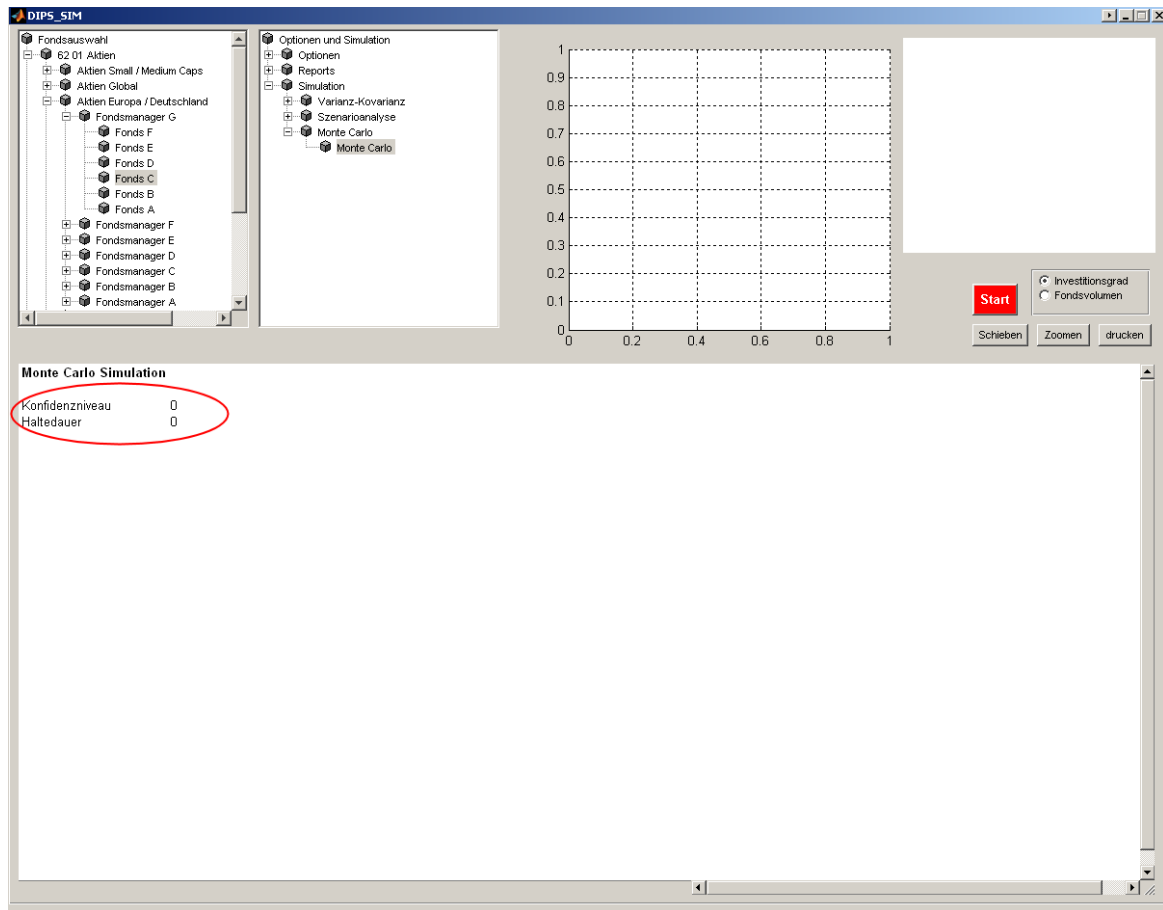 DIPS_SIM
Fondsauswahl
62 01 Aktien
Aktien Small / Medium Caps
Aktien Global
Aktien Europa / Deutschland
Fondsmanager G
Fonds F
Fonds E
Fonds D
Fonds C
Fonds B
Fonds A
Fondsmanager F
Fondsmanager E
Fondsmanager D
Fondsmanager C
Fondsmanager B
Fondsmanager A
Optionen und Simulation
Optionen
Reports
Simulation
Varianz-Kovarianz
Szenarioanalyse
Monte Carlo
Monte Carlo
1
0.9
0.8
0.7
0.6
0.5
0.4
0.3
0.2
0.1
0
0 0.2 0.4 0.6 0.8 1
Start
Investitionsgrad
Fondsvolumen
Schieben Zoomen drucken
Monte Carlo Simulation
Konfidenzniveau 0
Haltedauer 0